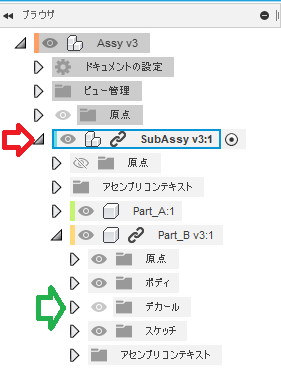 ブラウザ
Assy v3
ドキュメントの設定
ビュー管理
原点
SubAssy v3:1
原点
アセンブリコンテキスト
Part_A:1
Part_B v3:1
原点
ボディ
デカール
スケッチ
アセンブリコンテキスト